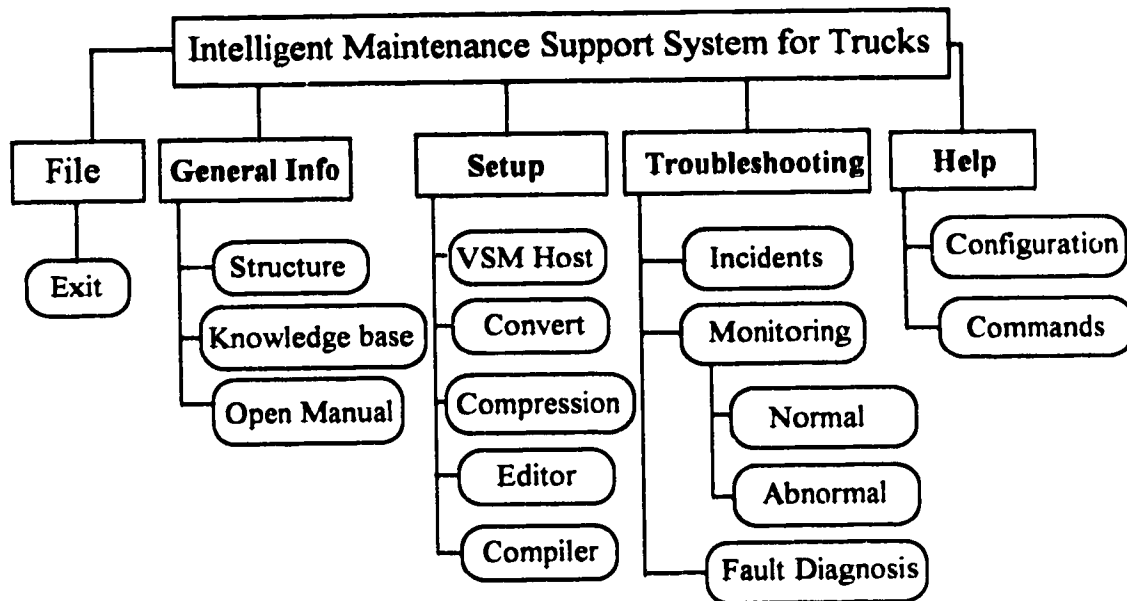 Intelligent Maintenance Support System for Trucks
File
General Info
Setup
Troubleshooting
Help
Exit
Structure
Knowledge base
Open Manual
VSM Host
Convert
Compression
Editor
Compiler
Incidents
Monitoring
Normal
Abnormal
Fault Diagnosis
Configuration
Commands